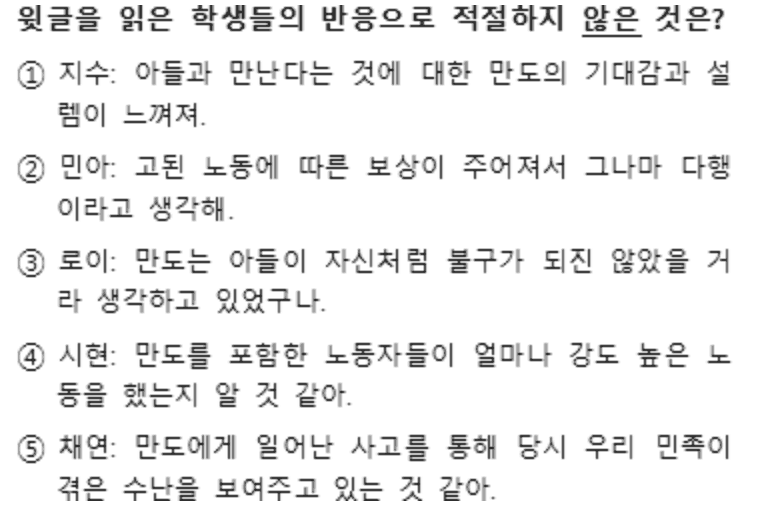 윗글을 읽은 학생들의 반응으로 적절하지 않은 것은?
① 지수: 아들과 만난다는 것에 대한 만도의 기대감과 설
렘이 느껴져.
② 민아: 고된 노동에 따른 보상이 주어져서 그나마 다행
이라고 생각해.
③ 로이: 만도는 아들이 자신처럼 불구가 되진 않았을 거
라 생각하고 있었구나.
④ 시현: 만도를 포함한 노동자들이 얼마나 강도 높은 노
동을 했는지 알 것 같아.
⑤ 채연: 만도에게 일어난 사고를 통해 당시 우리 민족이
겪은 수난을 보여주고 있는 것 같아.